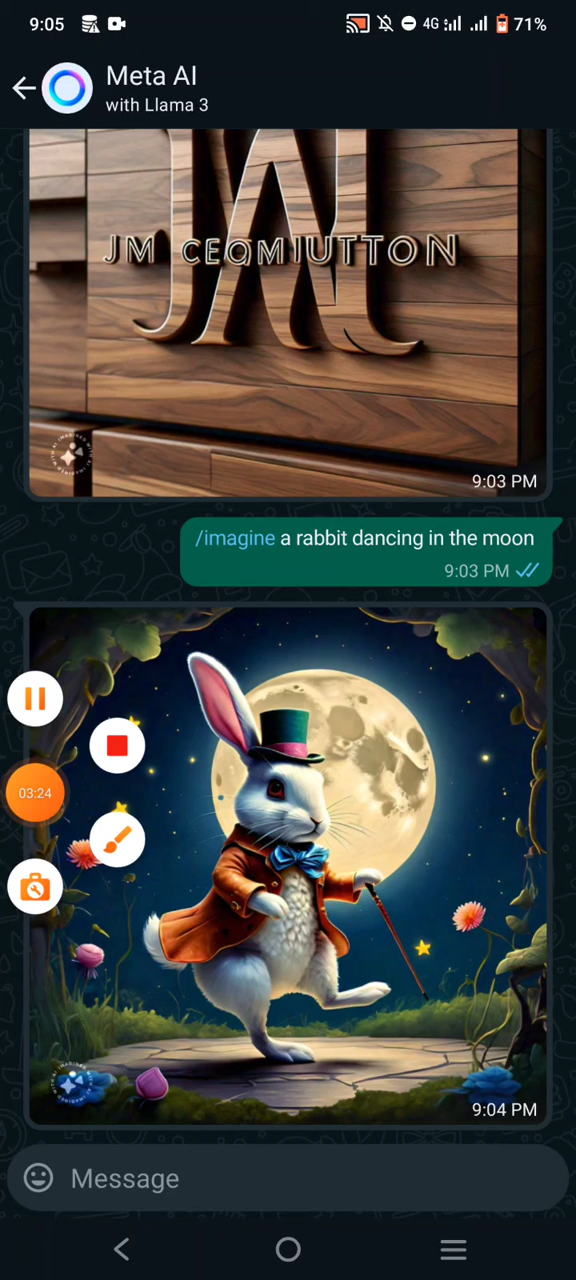 9:05
4G
71%
Meta AI
with Llama 3
JM CEQMIUTTON
9:03 PM
/imagine a rabbit dancing in the moon
9:03 PM
03:24
9:04 PM
Message